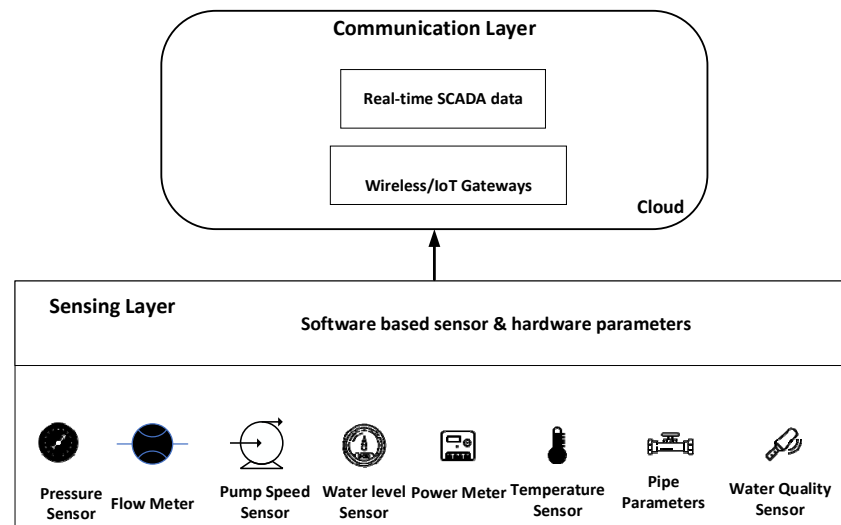 Communication Layer
Real-time SCADA data
Wireless/IoT Gateways
Cloud
Sensing Layer
Software based sensor & hardware parameters
Pressure
Sensor
Flow Meter
Pump Speed
Sensor
Water level
Sensor
Power Meter
Temperature
Sensor
Pipe
Parameters
Water Quality
Sensor